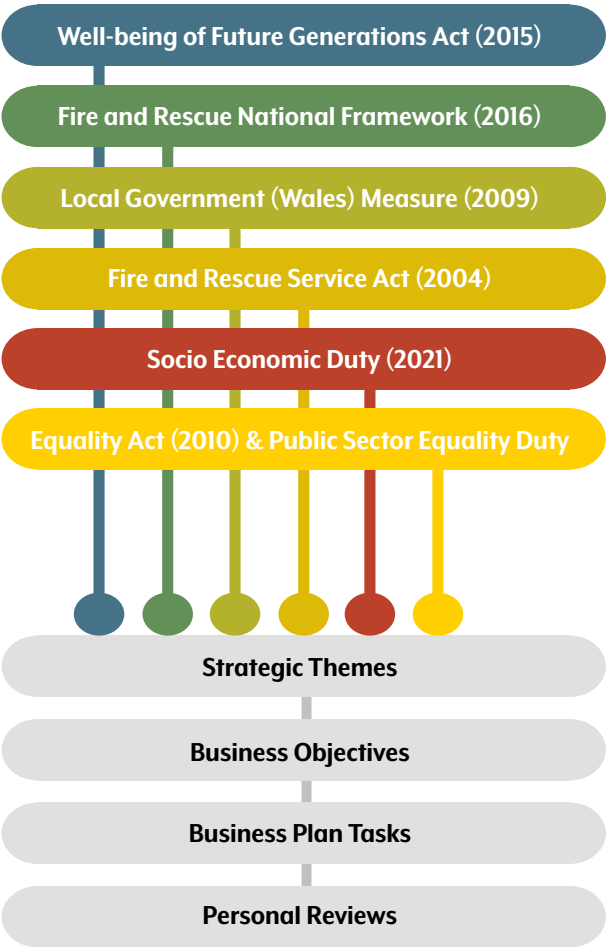 Well-being of Future Generations Act (2015)
Fire and Rescue National Framework (2016)
Local Government (Wales) Measure (2009)
Fire and Rescue Service Act (2004)
Socio Economic Duty (2021)
Equality Act (2010) & Public Sector Equality Duty
Strategic Themes
Business Objectives
Business Plan Tasks
Personal Reviews